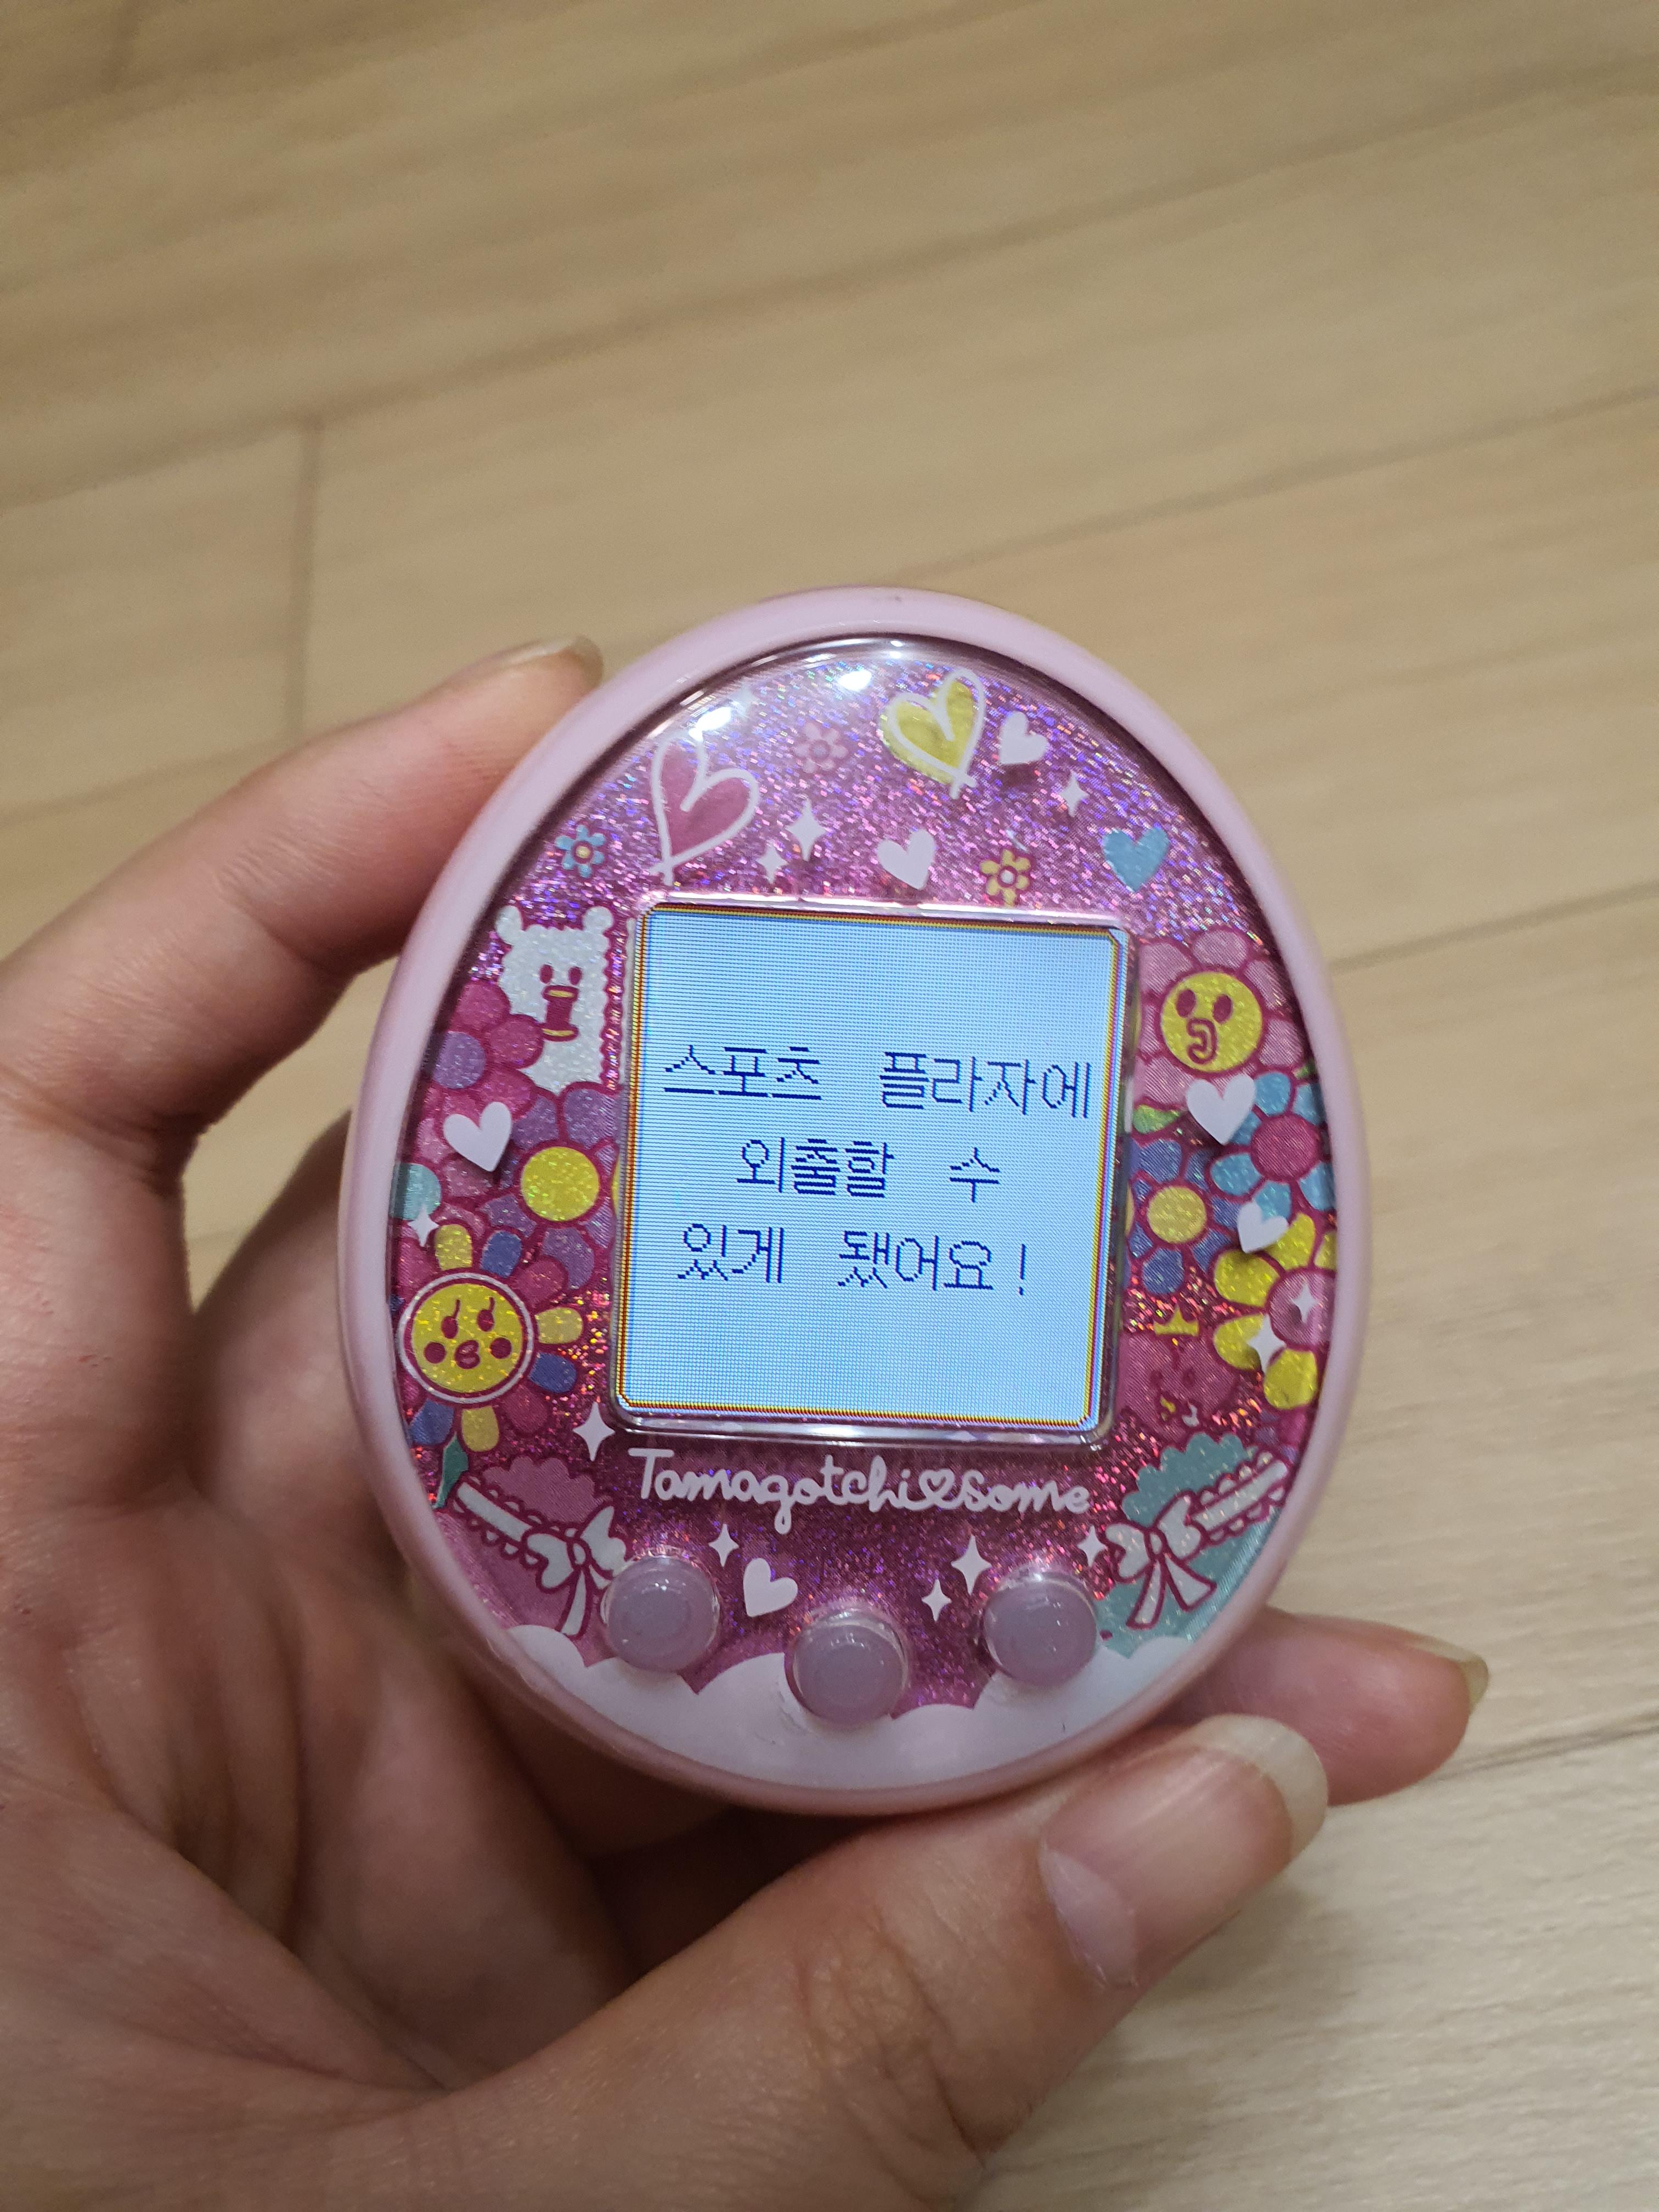 스포츠 플라자에
외출할 수
있게 됐어요!
Tamagotchi♡some